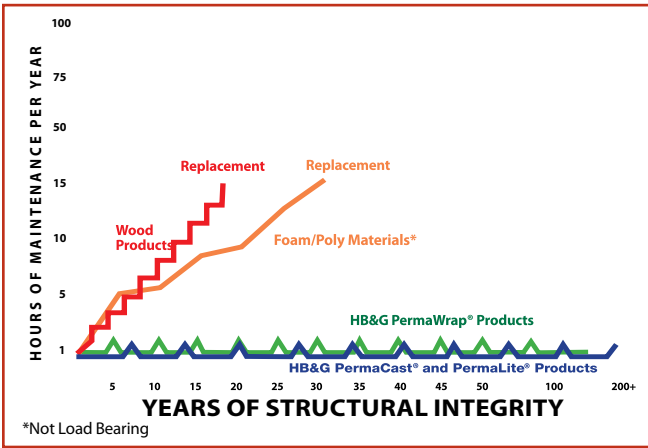 HOURS OF MAINTENANCE PER YEAR
100
75
50
15
10
5
1
Replacement
Replacement
Wood
Products
Foam/Poly Materials*
HB&G PermaWrap® Products
HB&G PermaCast® and PermaLite® Products
5 10 15 20 25 30 35 40 45 50 100 200+
YEARS OF STRUCTURAL INTEGRITY
*Not Load Bearing